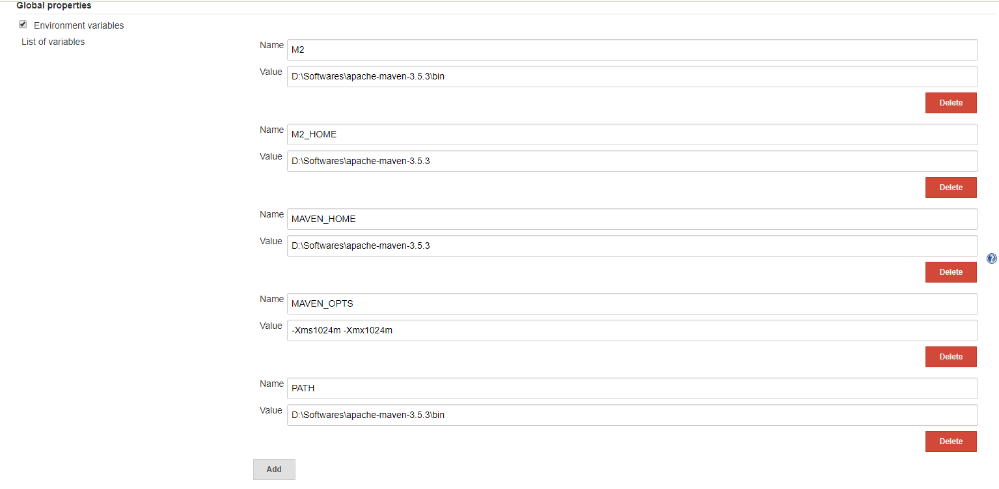 Global properties
Environment variables
List of variables
Name M2
Value D:\Softwares\apache-maven-3.5.3\bin
Delete
Name M2_HOME
Value D:\Softwares\apache-maven-3.5.3
Delete
Name MAVEN_HOME
Value D:\Softwares\apache-maven-3.5.3
?
Delete
Name MAVEN_OPTS
Value -Xms1024m -Xmx1024m
Delete
Name PATH
Value D:\Softwares\apache-maven-3.5.3\bin
Delete
Add